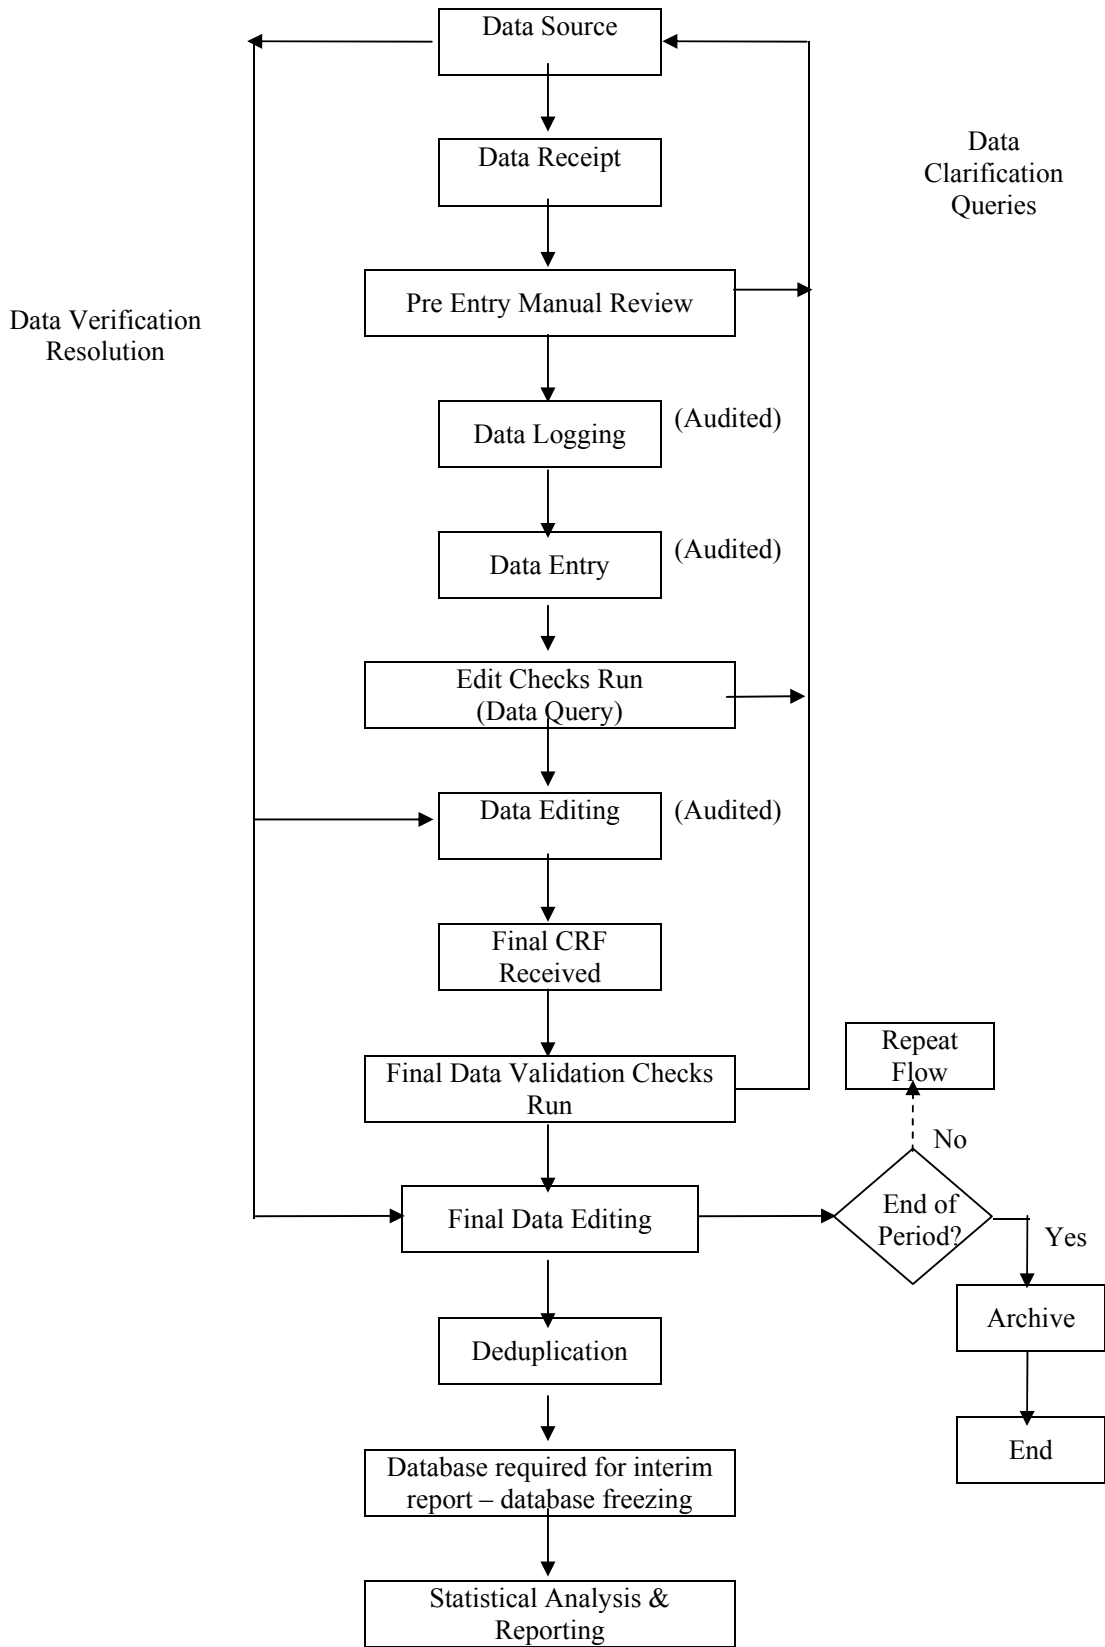 Data Source
Data Receipt
Data
Clarification
Queries
Pre Entry Manual Review
Data Verification
Resolution
Data Logging
(Audited)
Data Entry
(Audited)
Edit Checks Run
(Data Query)
Data Editing
(Audited)
Final CRF
Received
Repeat
Flow
Final Data Validation Checks
Run
No
End of
Period?
Yes
Final Data Editing
Archive
Deduplication
End
Database required for interim
report – database freezing
Statistical Analysis &
Reporting